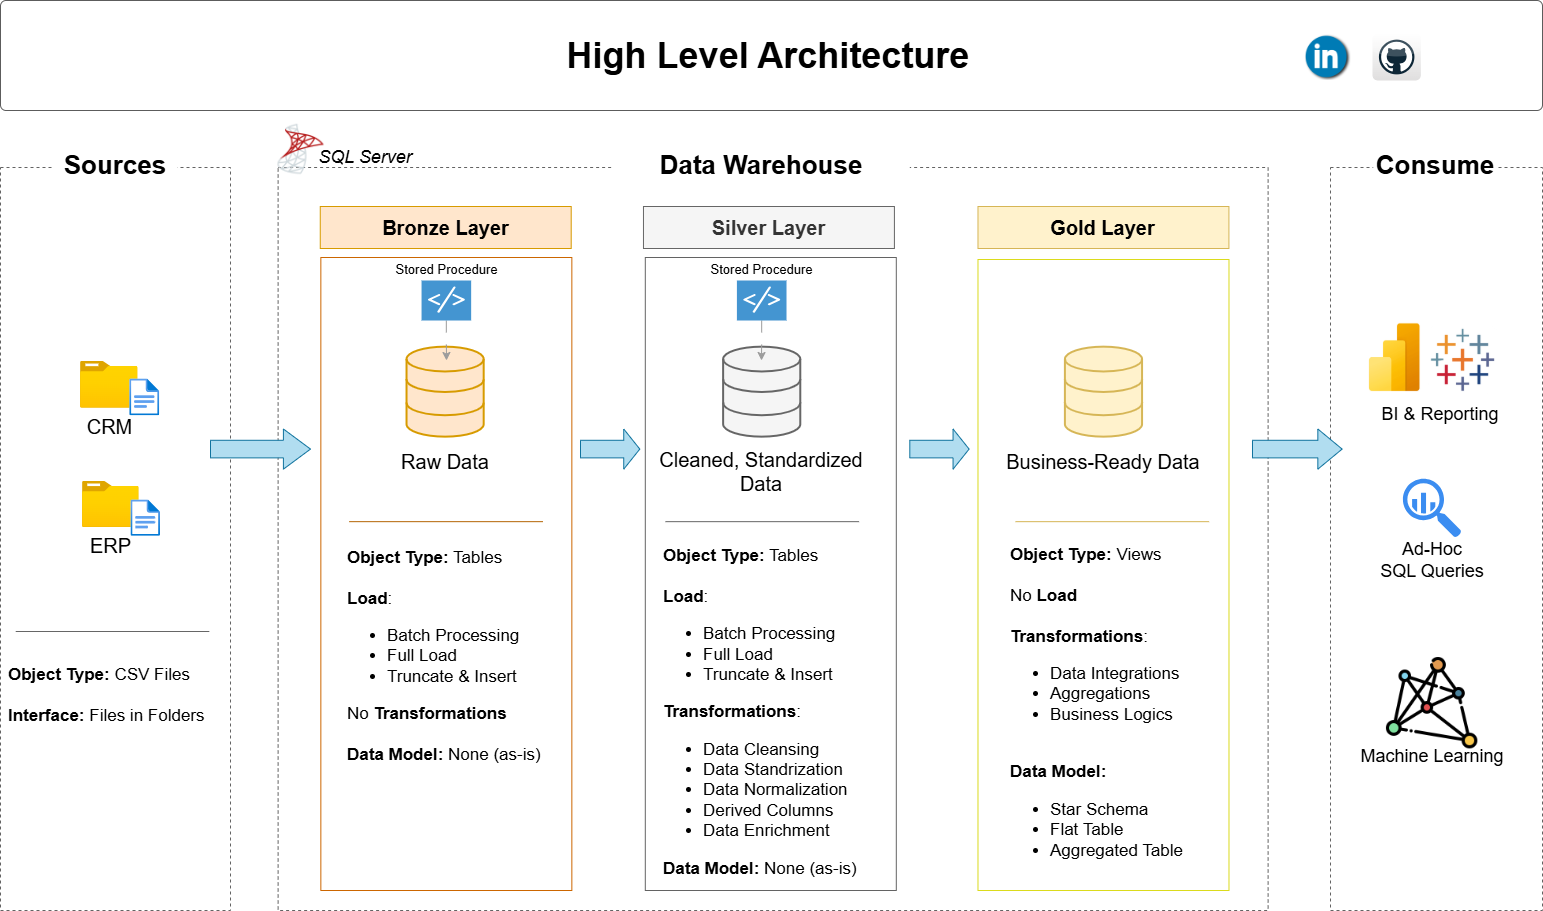 High Level Architecture
in
Sources
SQL Server
Data Warehouse
Consume
CRM
ERP
Object Type: CSV Files
Interface: Files in Folders
Bronze Layer
Stored Procedure
</>
Raw Data
Object Type: Tables
Load:
• Batch Processing
• Full Load
• Truncate & Insert
No Transformations
Data Model: None (as-is)
Silver Layer
Stored Procedure
</>
Cleaned, Standardized
Data
Object Type: Tables
Load:
• Batch Processing
• Full Load
• Truncate & Insert
Transformations:
• Data Cleansing
• Data Standrization
• Data Normalization
• Derived Columns
• Data Enrichment
Data Model: None (as-is)
Gold Layer
Business-Ready Data
Object Type: Views
No Load
Transformations:
• Data Integrations
• Aggregations
• Business Logics
Data Model:
• Star Schema
• Flat Table
• Aggregated Table
BI & Reporting
Ad-Hoc
SQL Queries
Machine Learning